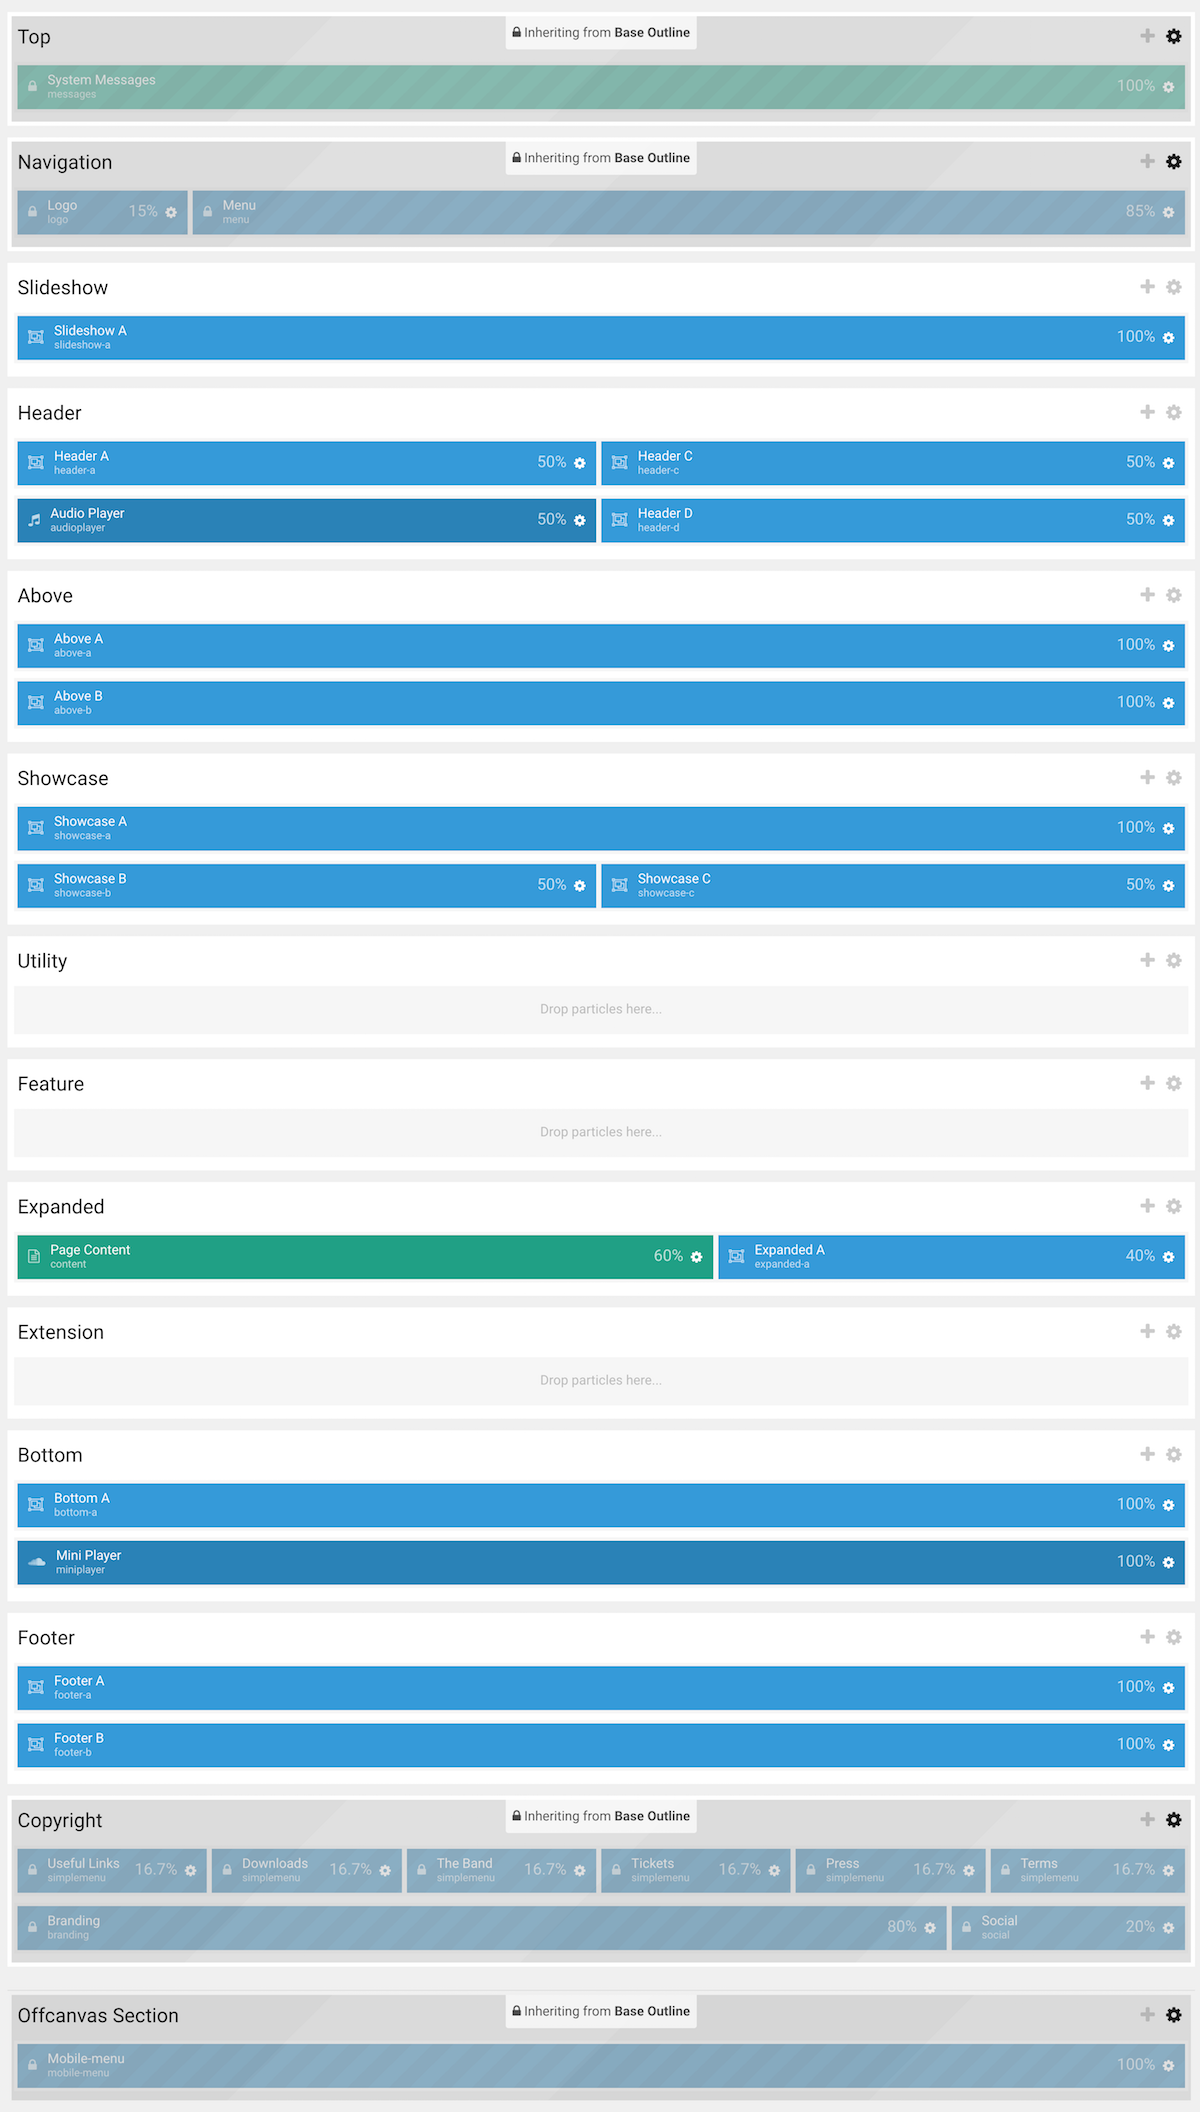 Top
Inheriting from Base Outline
System Messages
messages
100%
Navigation
Inheriting from Base Outline
Logo
logo
15%
Menu
menu
85%
Slideshow
Slideshow A
slideshow-a
100%
Header
Header A
header-a
50%
Header C
header-c
50%
Audio Player
audioplayer
50%
Header D
header-d
50%
Above
Above A
above-a
100%
Above B
above-b
100%
Showcase
Showcase A
showcase-a
100%
Showcase B
showcase-b
50%
Showcase C
showcase-c
50%
Utility
Drop particles here...
Feature
Drop particles here...
Expanded
Page Content
content
60%
Expanded A
expanded-a
40%
Extension
Drop particles here...
Bottom
Bottom A
bottom-a
100%
Mini Player
miniplayer
100%
Footer
Footer A
footer-a
100%
Footer B
footer-b
100%
Copyright
Inheriting from Base Outline
Useful Links
simplemenu
16.7%
Downloads
simplemenu
16.7%
The Band
simplemenu
16.7%
Tickets
simplemenu
16.7%
Press
simplemenu
16.7%
Terms
simplemenu
16.7%
Branding
branding
80%
Social
social
20%
Offcanvas Section
Inheriting from Base Outline
Mobile-menu
mobile-menu
100%